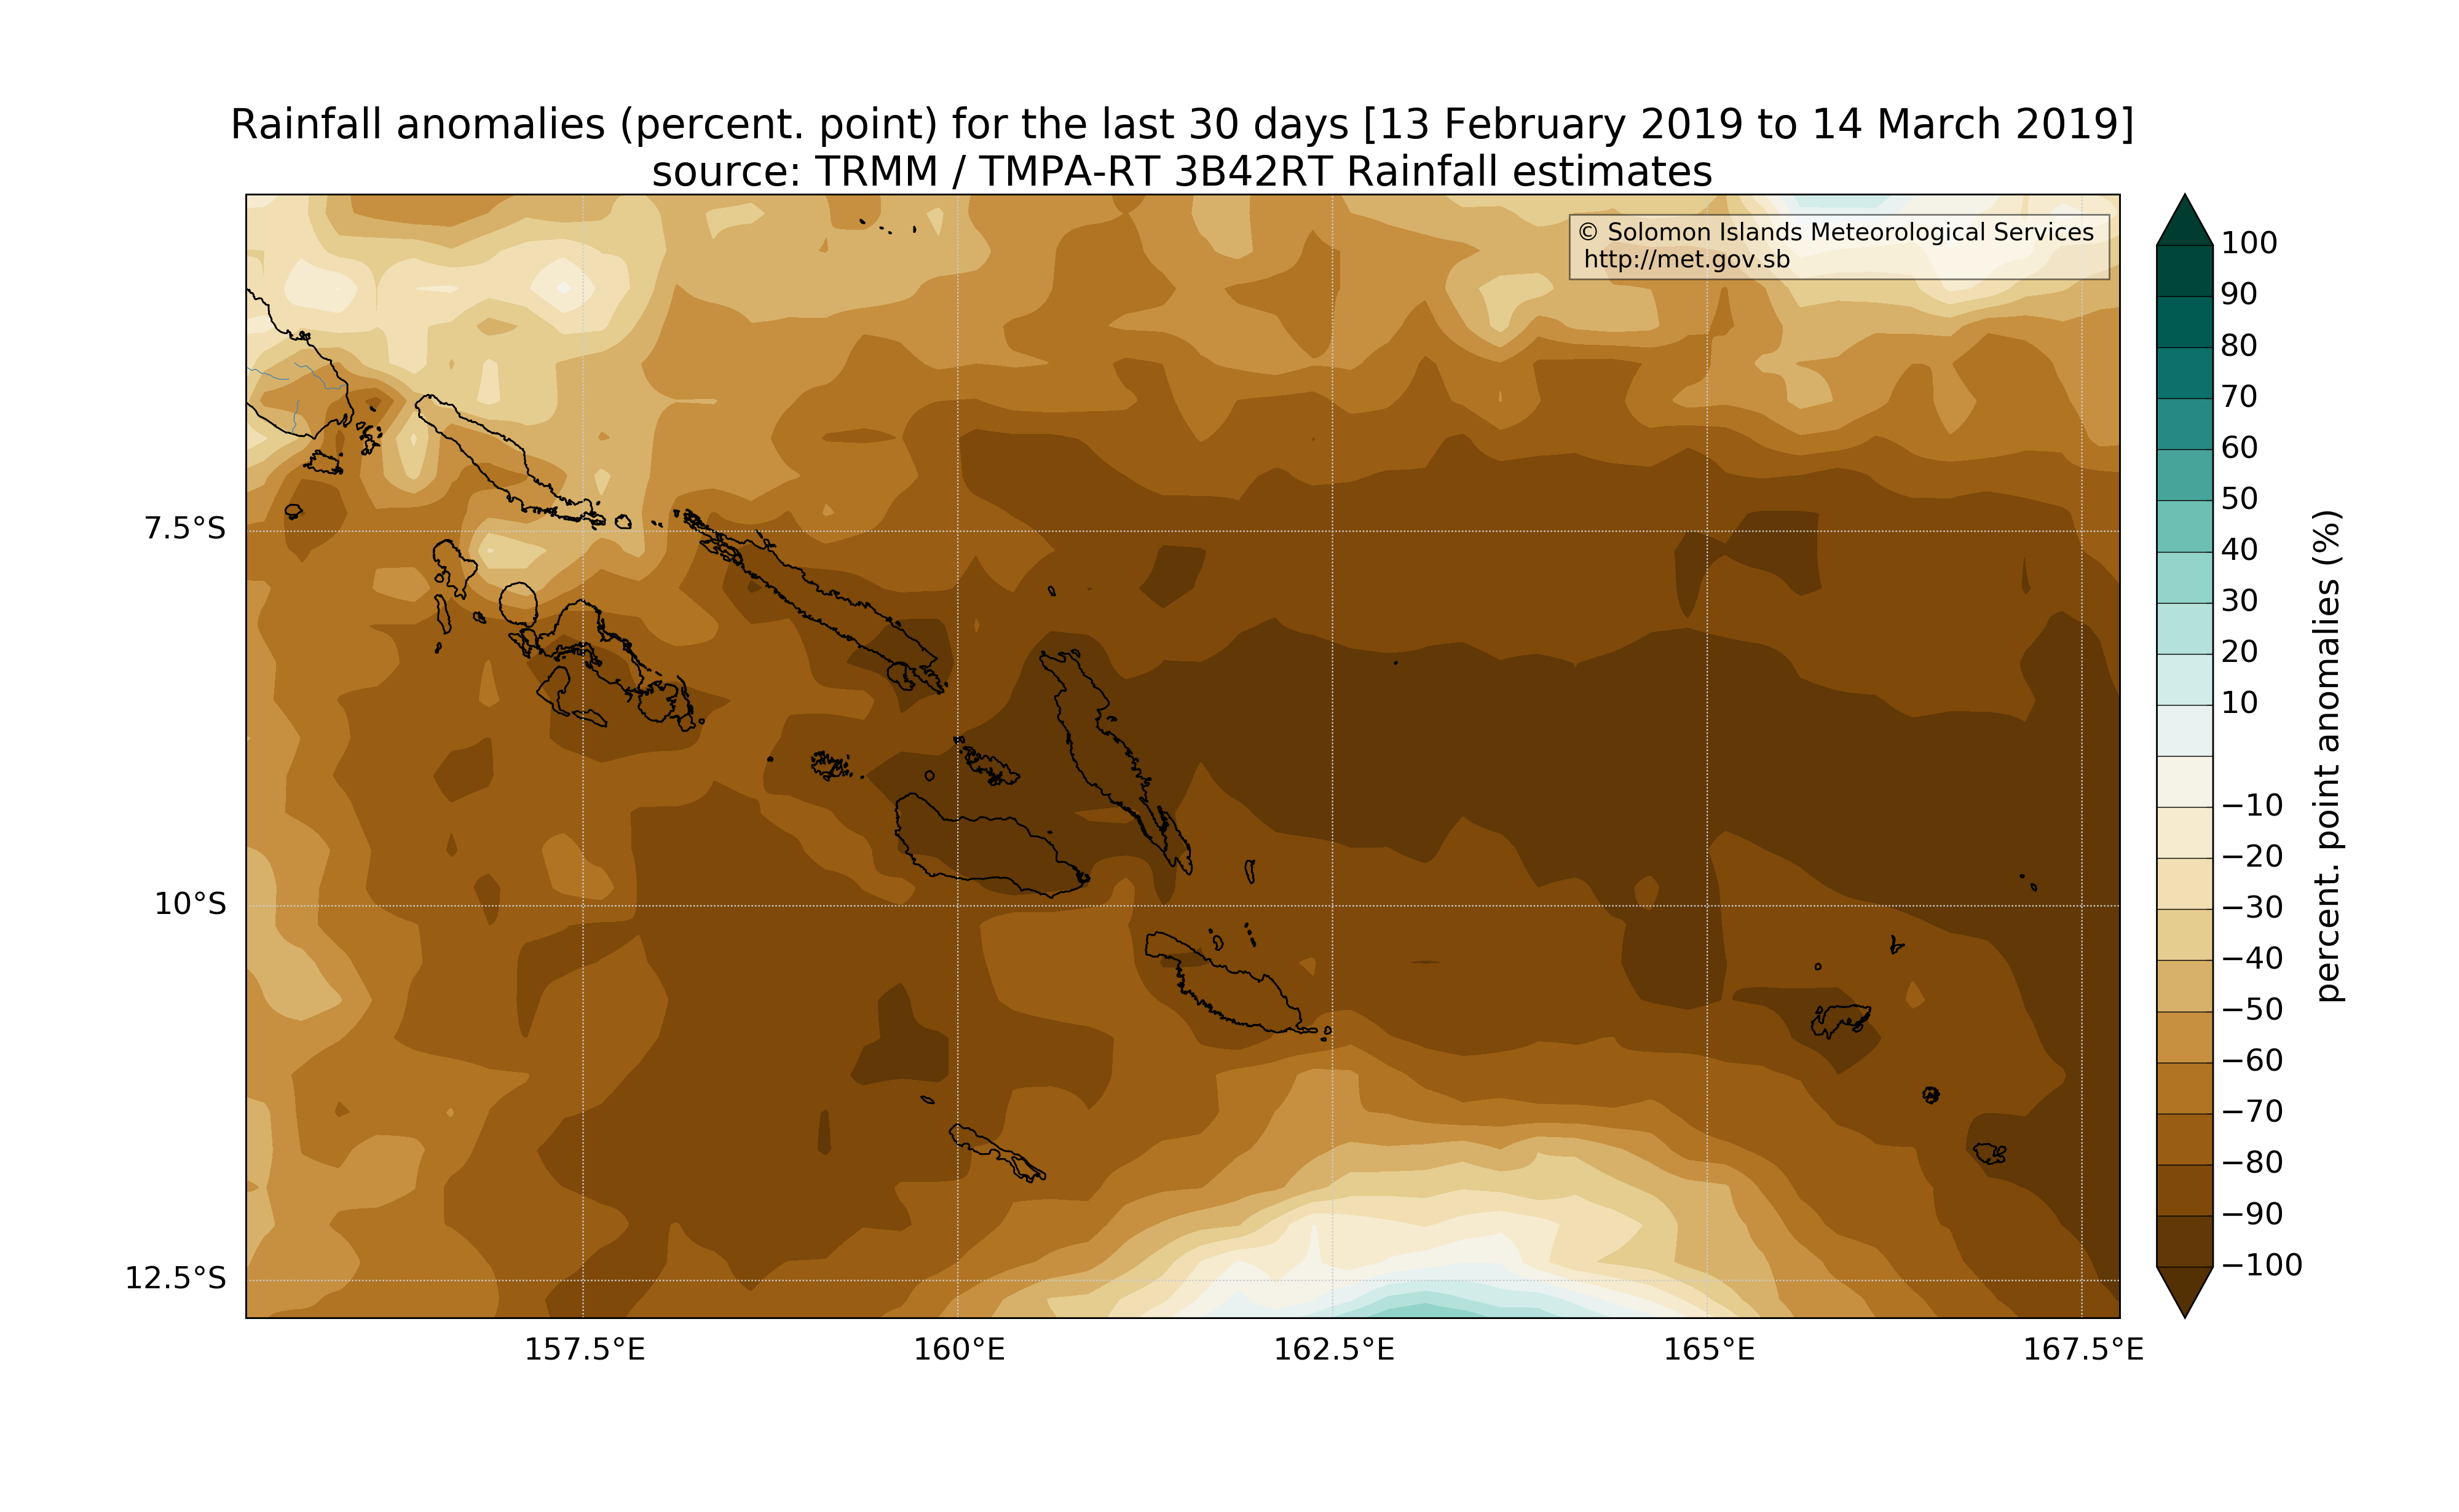 Rainfall anomalies (percent. point) for the last 30 days [13 February 2019 to 14 March 2019]
source: TRMM / TMPA-RT 3B42RT Rainfall estimates
© Solomon Islands Meteorological Services
http://met.gov.sb
7.5°S
10°S
12.5°S
157.5°E
160°E
162.5°E
165°E
167.5°E
100
90
80
70
60
50
40
30
20
10
−10
−20
−30
−40
−50
−60
−70
−80
−90
−100
percent. point anomalies (%)